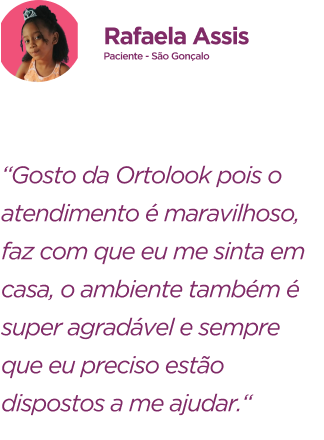 Rafaela Assis
Paciente - São Gonçalo
“Gosto da Ortolook pois o
atendimento é maravilhoso,
faz com que eu me sinta em
casa, o ambiente também é
super agradável e sempre
que eu preciso estão
dispostos a me ajudar.“